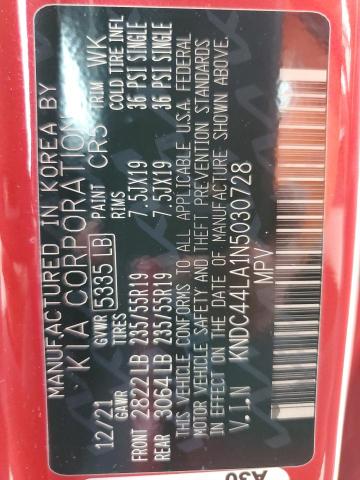 MANUFACTURED IN KOREA BY
KIA CORPORATION
12/21 GVWR 5335 LB PAINT CR5 TRIM WK
GAWR TIRES RIMS COLD TIRE INFL
FRONT 2822 LB 235/55R19 7.5JX19 36 PSI SINGLE
REAR 3064 LB 235/55R19 7.5JX19 36 PSI SINGLE
THIS VEHICLE CONFORMS TO ALL APPLICABLE U.S.A. FEDERAL
MOTOR VEHICLE SAFETY AND THEFT PREVENTION STANDARDS
IN EFFECT ON THE DATE OF MANUFACTURE SHOWN ABOVE.
V.I.N KNDC44LA1N5030728
MPV
A30